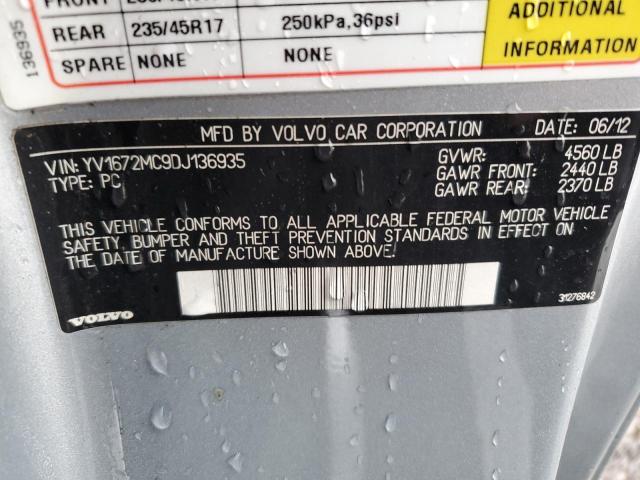 ADDITIONAL
REAR 235/45R17 250kPa,36psi
INFORMATION
SPARE NONE NONE
136935
MFD BY VOLVO CAR CORPORATION DATE: 06/12
VIN: YV1672MC9DJ136935 GVWR: 4560 LB
TYPE: PC GAWR FRONT: 2440 LB
GAWR REAR: 2370 LB
THIS VEHICLE CONFORMS TO ALL APPLICABLE FEDERAL MOTOR VEHICLE
SAFETY, BUMPER AND THEFT PREVENTION STANDARDS IN EFFECT ON
THE DATE OF MANUFACTURE SHOWN ABOVE.
31276842
VOLVO